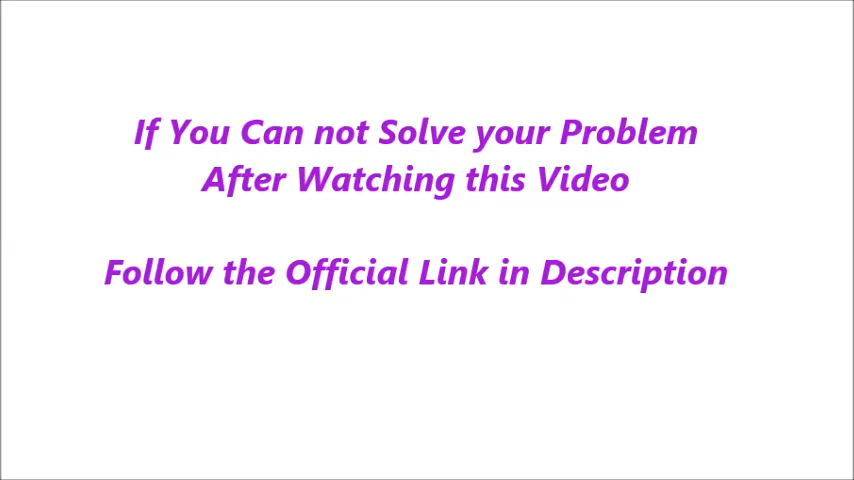 If You Can not Solve your Problem
After Watching this Video
Follow the Official Link in Description